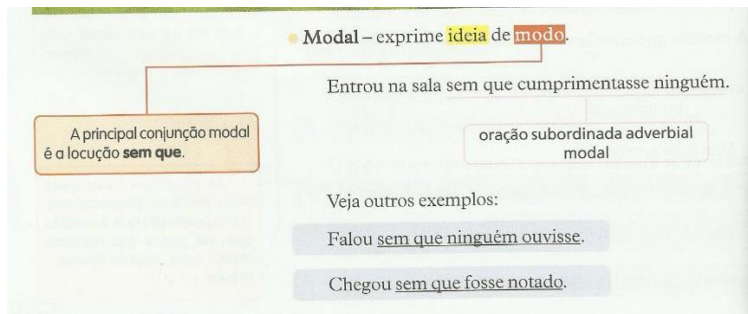 Modal – exprime ideia de modo.
Entrou na sala sem que cumprimentasse ninguém.
A principal conjunção modal
é a locução sem que.
oração subordinada adverbial
modal
Veja outros exemplos:
Falou sem que ninguém ouvisse.
Chegou sem que fosse notado.